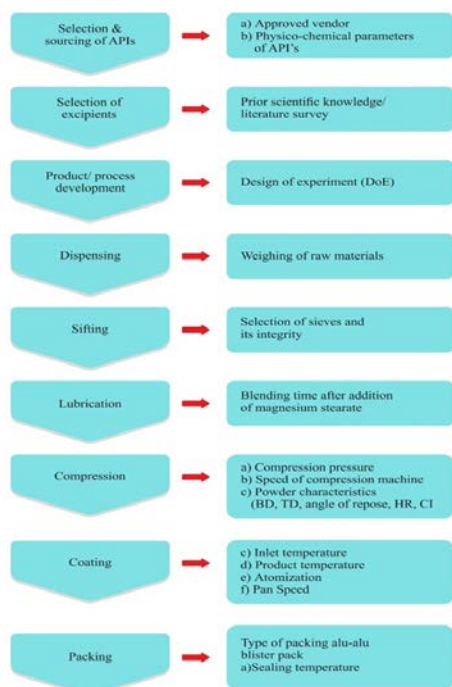 Selection &
sourcing of APIs
a) Approved vendor
b) Physico-chemical parameters
of API's
Selection of
excipients
Prior scientific knowledge/
literature survey
Product/ process
development
Design of experiment (DoE)
Dispensing
Weighing of raw materials
Sifting
Selection of sieves and
its integrity
Lubrication
Blending time after addition
of magnesium stearate
Compression
a) Compression pressure
b) Speed of compression machine
c) Powder characteristics
(BD, TD, angle of repose, HR, CI
Coating
c) Inlet temperature
d) Product temperature
e) Atomization
f) Pan Speed
Packing
Type of packing alu-alu
blister pack
a)Sealing temperature